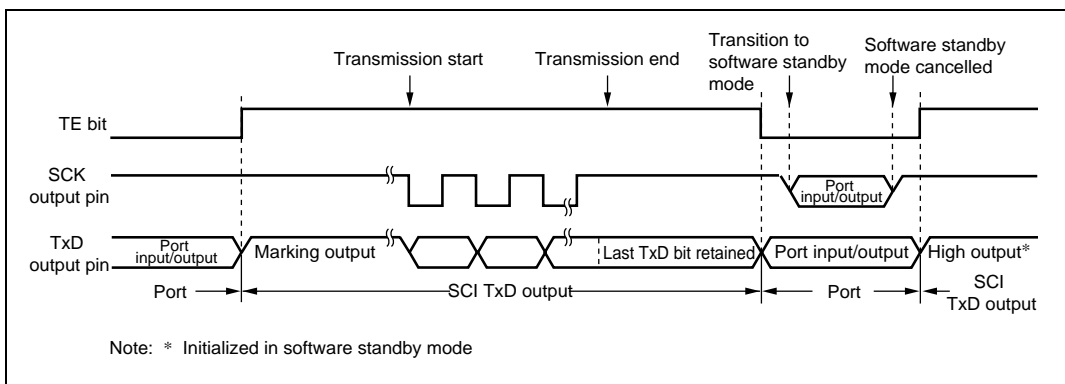 Transmission start
Transmission end
Transition to
software standby
mode
Software standby
mode cancelled
TE bit
SCK
output pin
Port
input/output
TxD
output pin
Port
input/output
Marking output
Last TxD bit retained
Port input/output
High output*
Port
SCI TxD output
Port
SCI
TxD output
Note: * Initialized in software standby mode